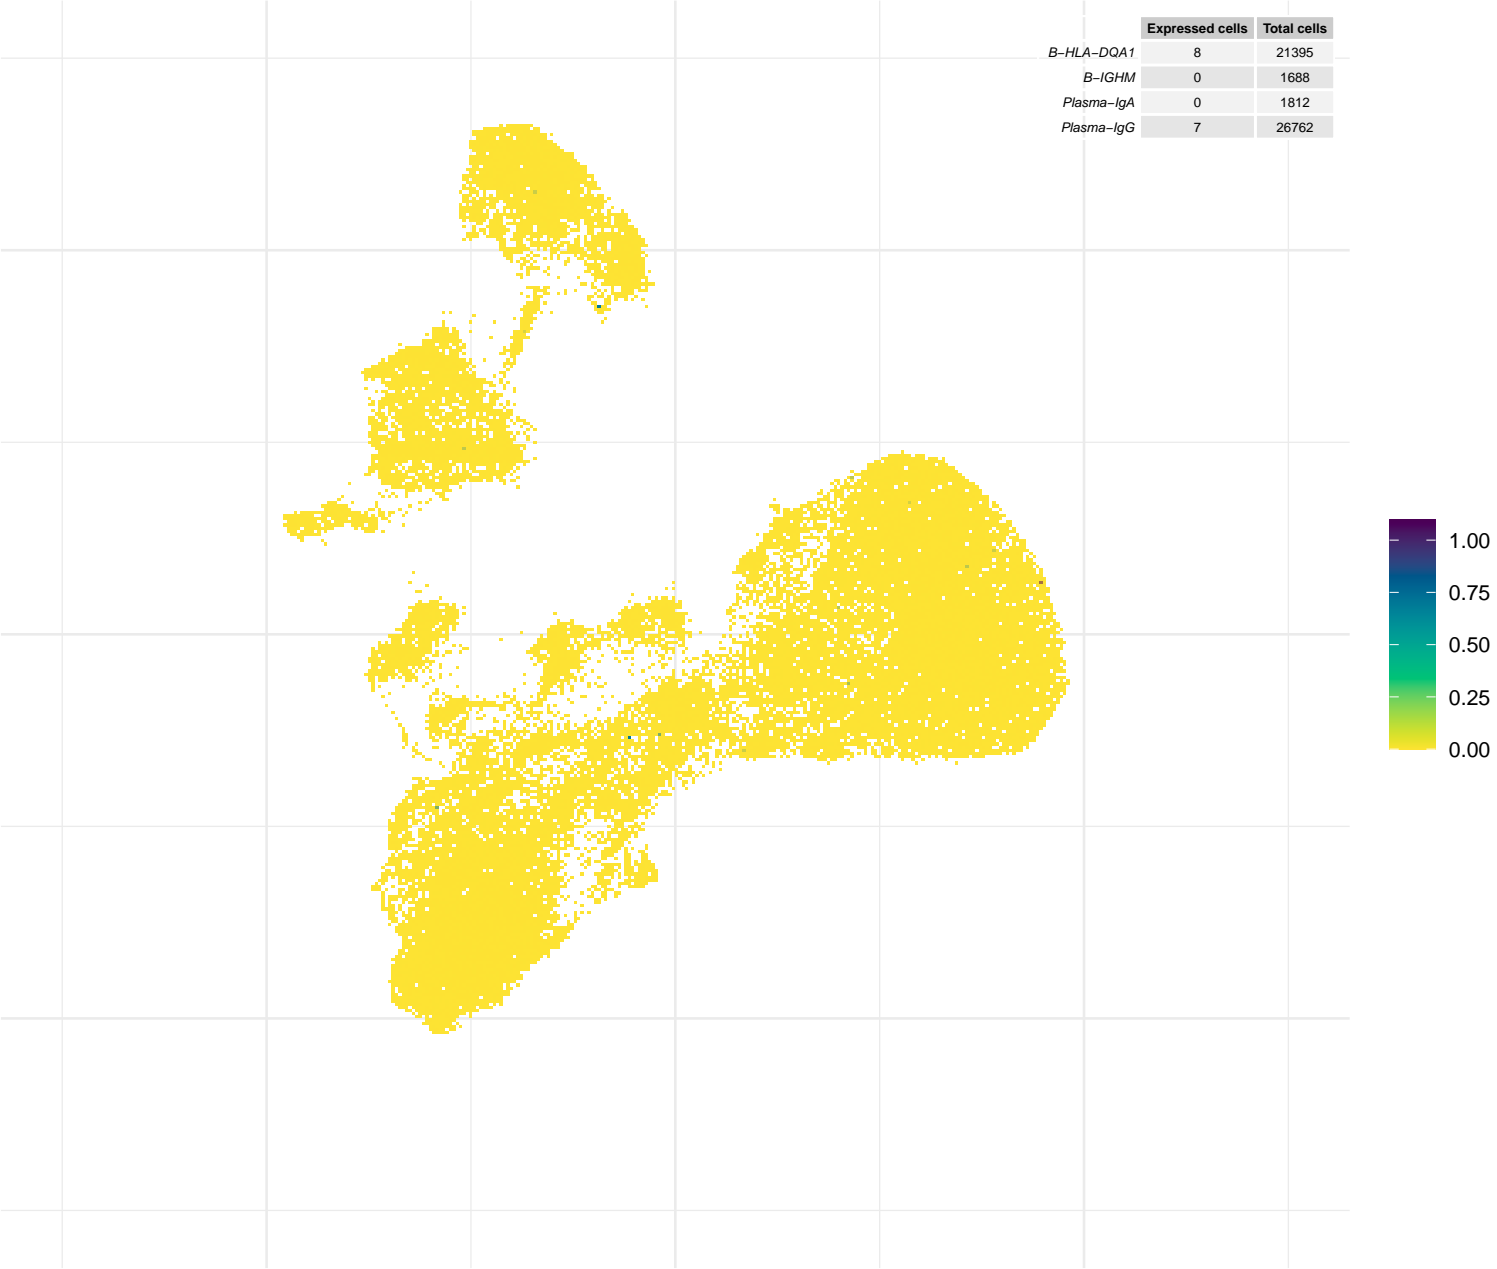 Expressed cells Total cells
B−HLA−DQA1 8 21395
B−IGHM 0 1688
Plasma−IgA 0 1812
Plasma−IgG 7 26762
1.00
0.75
0.50
0.25
0.00